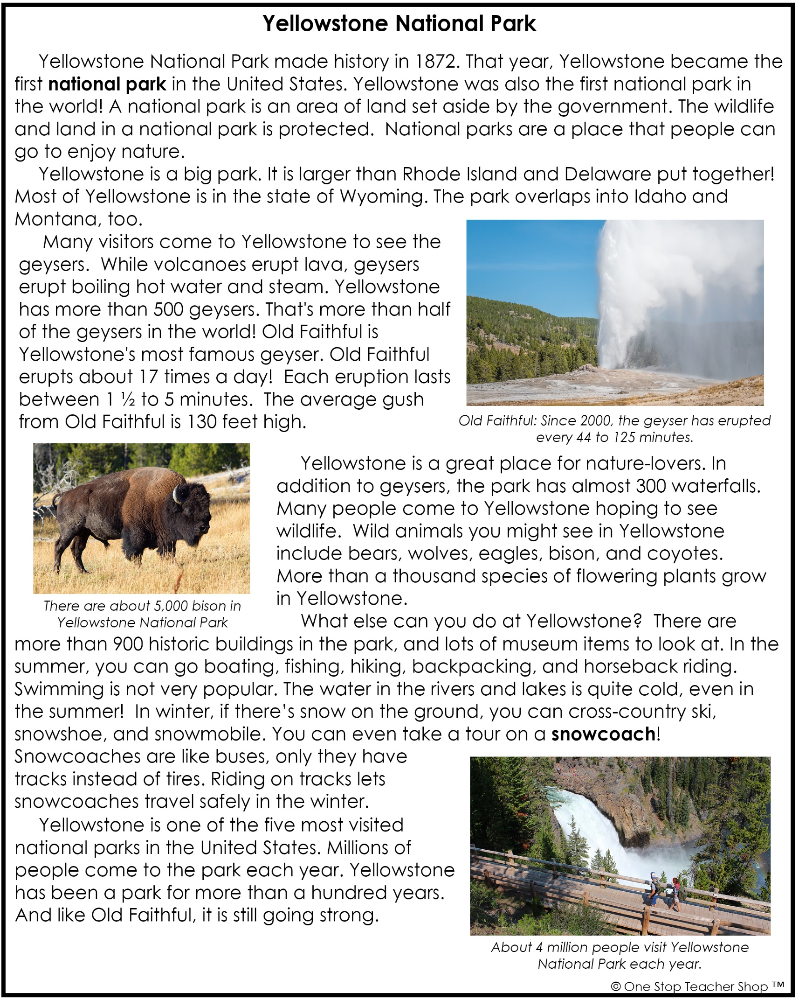 Yellowstone National Park
Yellowstone National Park made history in 1872. That year, Yellowstone became the
first national park in the United States. Yellowstone was also the first national park in
the world! A national park is an area of land set aside by the government. The wildlife
and land in a national park is protected.  National parks are a place that people can
go to enjoy nature.
Yellowstone is a big park. It is larger than Rhode Island and Delaware put together!
Most of Yellowstone is in the state of Wyoming. The park overlaps into Idaho and
Montana, too.
Many visitors come to Yellowstone to see the
geysers.  While volcanoes erupt lava, geysers
erupt boiling hot water and steam. Yellowstone
has more than 500 geysers. That's more than half
of the geysers in the world! Old Faithful is
Yellowstone's most famous geyser. Old Faithful
erupts about 17 times a day!  Each eruption lasts
between 1 ½ to 5 minutes.  The average gush
from Old Faithful is 130 feet high.
Old Faithful: Since 2000, the geyser has erupted
every 44 to 125 minutes.
Yellowstone is a great place for nature-lovers. In
addition to geysers, the park has almost 300 waterfalls.
Many people come to Yellowstone hoping to see
wildlife.  Wild animals you might see in Yellowstone
include bears, wolves, eagles, bison, and coyotes.
More than a thousand species of flowering plants grow
in Yellowstone.
There are about 5,000 bison in
Yellowstone National Park
What else can you do at Yellowstone?  There are
more than 900 historic buildings in the park, and lots of museum items to look at. In the
summer, you can go boating, fishing, hiking, backpacking, and horseback riding.
Swimming is not very popular. The water in the rivers and lakes is quite cold, even in
the summer!  In winter, if there’s snow on the ground, you can cross-country ski,
snowshoe, and snowmobile. You can even take a tour on a snowcoach!
Snowcoaches are like buses, only they have
tracks instead of tires. Riding on tracks lets
snowcoaches travel safely in the winter.
Yellowstone is one of the five most visited
national parks in the United States. Millions of
people come to the park each year. Yellowstone
has been a park for more than a hundred years.
And like Old Faithful, it is still going strong.
About 4 million people visit Yellowstone
National Park each year.
© One Stop Teacher Shop ™